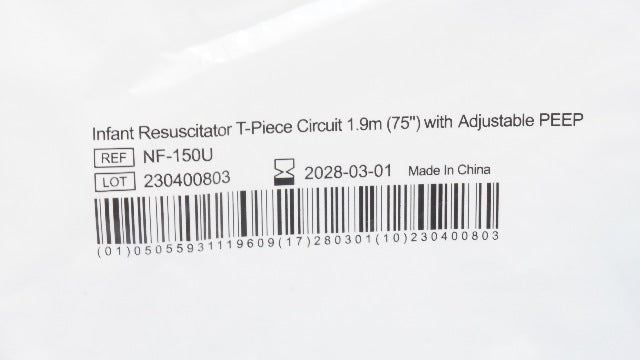 Infant Resuscitator T-Piece Circuit 1.9m (75") with Adjustable PEEP
REF NF-150U
LOT 230400803 2028-03-01 Made In China
(01)05055931119609(17)280301(10)230400803